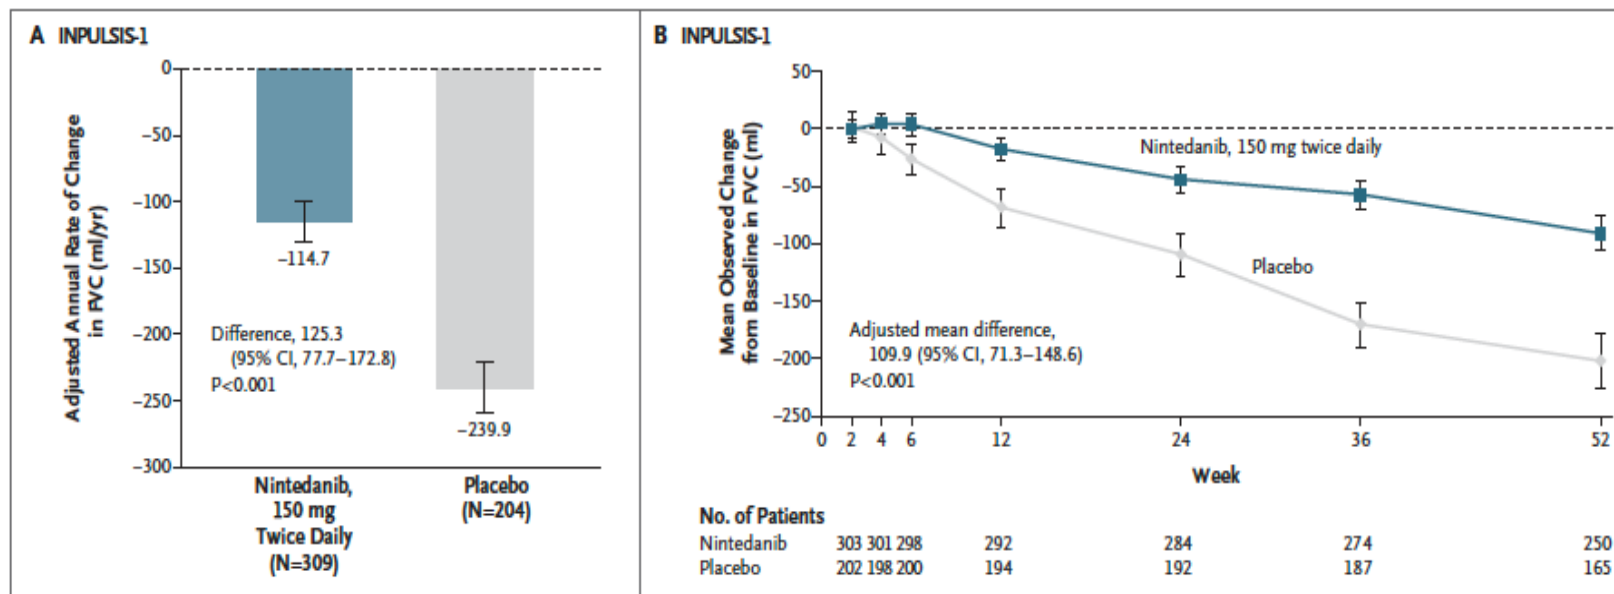 A INPULSIS-1
Adjusted Annual Rate of Change
in FVC (ml/yr)
0
−50
−100
−150
−200
−250
−300
−114.7
−239.9
Difference, 125.3
(95% CI, 77.7–172.8)
P<0.001
Nintedanib,
150 mg
Twice Daily
(N=309)
Placebo
(N=204)
B INPULSIS-1
Mean Observed Change
from Baseline in FVC (ml)
50
0
−50
−100
−150
−200
−250
Nintedanib, 150 mg twice daily
Placebo
Adjusted mean difference,
109.9 (95% CI, 71.3–148.6)
P<0.001
0 2 4 6 12 24 36 52
Week
No. of Patients
Nintedanib 303 301 298 292 284 274 250
Placebo 202 198 200 194 192 187 165